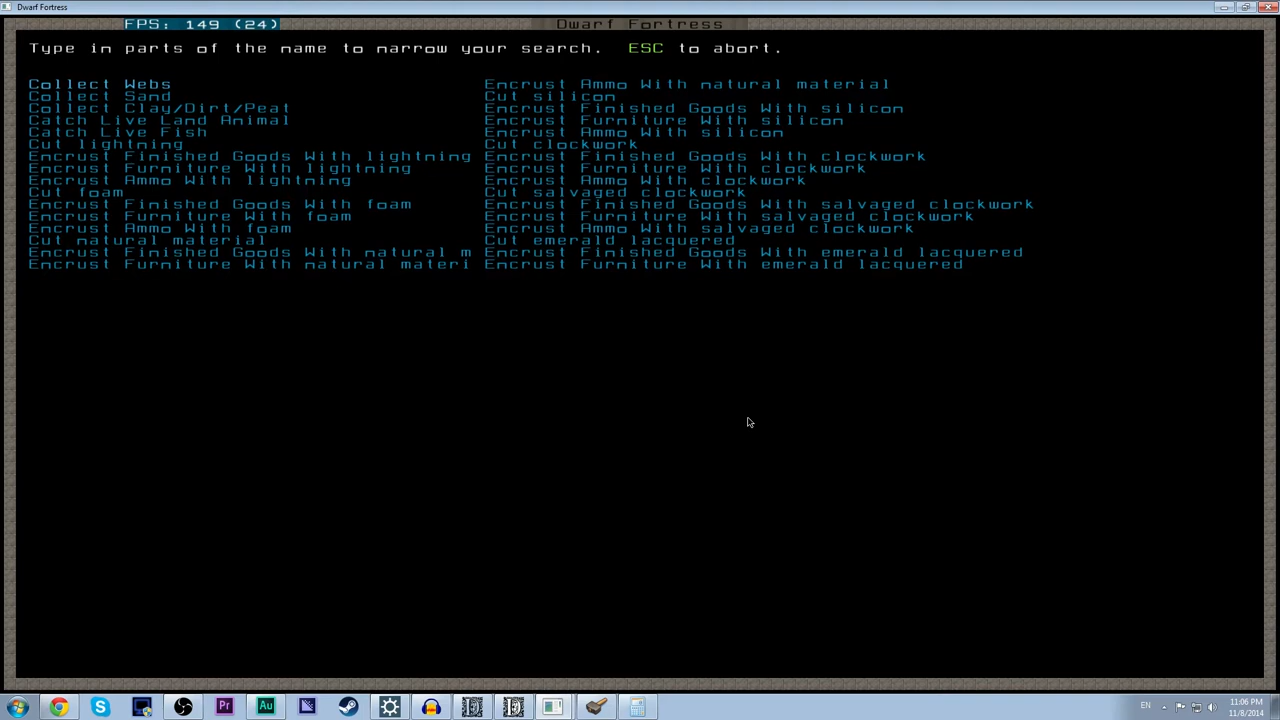 Dwarf Fortress
FPS: 149 (24)
Dwarf Fortress
Type in parts of the name to narrow your search. ESC to abort.
Collect Webs
Collect Sand
Collect Clay/Dirt/Peat
Catch Live Land Animal
Catch Live Fish
Cut lightning
Encrust Finished Goods With lightning
Encrust Furniture With lightning
Encrust Ammo With lightning
Cut foam
Encrust Finished Goods With foam
Encrust Furniture With foam
Encrust Ammo With foam
Cut natural material
Encrust Finished Goods With natural m
Encrust Furniture With natural materi
Encrust Ammo With natural material
Cut silicon
Encrust Finished Goods With silicon
Encrust Furniture With silicon
Encrust Ammo With silicon
Cut clockwork
Encrust Finished Goods With clockwork
Encrust Furniture With clockwork
Encrust Ammo With clockwork
Cut salvaged clockwork
Encrust Finished Goods With salvaged clockwork
Encrust Furniture With salvaged clockwork
Encrust Ammo With salvaged clockwork
Cut emerald lacquered
Encrust Finished Goods With emerald lacquered
Encrust Furniture With emerald lacquered
Pr
Au
EN
11:06 PM
11/8/2014